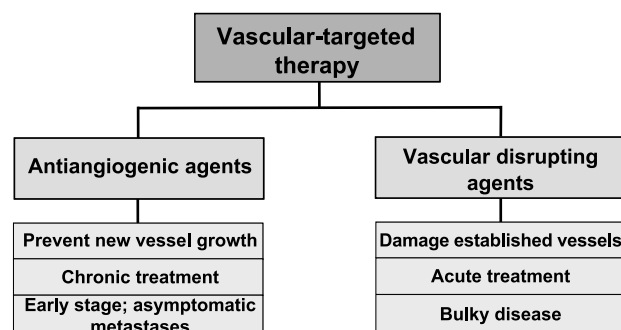 Vascular-targeted
therapy
Antiangiogenic agents
Vascular disrupting
agents
Prevent new vessel growth
Chronic treatment
Early stage; asymptomatic
metastases
Damage established vessels
Acute treatment
Bulky disease